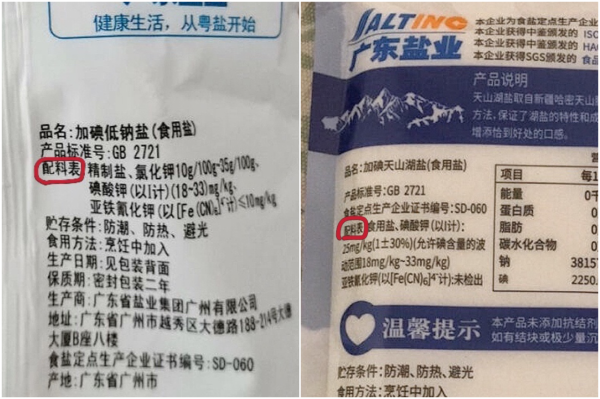 健康生活，从粤盐开始
品名：加碘低钠盐(食用盐)
产品标准号：GB 2721
配料表：精制盐、氯化钾10g/100g~35g/100g、
碘酸钾(以I计)(18~33)mg/kg、
亚铁氰化钾(以[Fe(CN)₆]⁴⁻计)≤10mg/kg
贮存条件：防潮、防热、避光
食用方法：烹饪中加入
生产日期：见包装背面
保质期：密封包装二年
生产商：广东省盐业集团广州有限公司
地址：广东省广州市越秀区大德路188-214号大德
大厦B座八楼
食盐定点生产企业证书编号：SD-060
产地：广东省广州市
SALTING
广东盐业
本企业为食盐定点生产企业
本企业获得中鉴颁发的 ISO
本企业获得中鉴颁发的 HAC
本企业获得SGS颁发的 食品
产品说明
天山湖盐取自新疆哈密天山
方法，保证了湖盐的特性和成
增添恰到好处的口感。
品名：加碘天山湖盐(食用盐)
产品标准号：GB 2721
食盐定点生产企业证书编号：SD-060
配料表：食用盐、碘酸钾(以I计)：
25mg/kg(1±30%)(允许碘含量的波
动范围18mg/kg~33mg/kg)
亚铁氰化钾(以[Fe(CN)₆]⁴⁻计)：未检出
项目 每1
能量 0千
蛋白质 0
脂肪 0
碳水化合物 0
钠 3815
碘 2250.
温馨提示
本产品未添加抗结剂
如有结块或极少量沉
贮存条件：防潮、防热、避光
食用方法：烹饪中加入